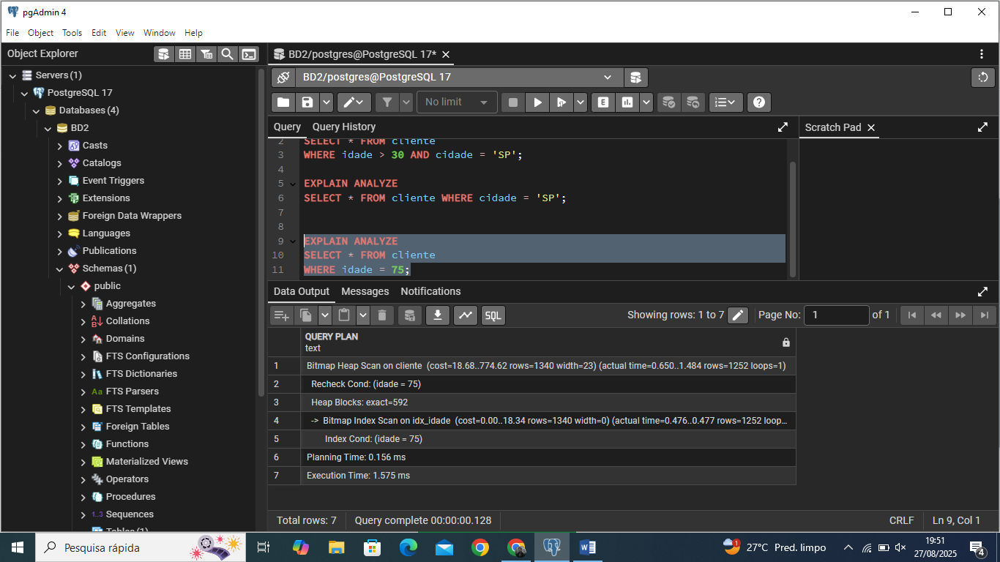 pgAdmin 4
File Object Tools Edit View Window Help
Object Explorer
BD2/postgres@PostgreSQL 17*
Servers (1)
PostgreSQL 17
Databases (4)
BD2
Casts
Catalogs
Event Triggers
Extensions
Foreign Data Wrappers
Languages
Publications
Schemas (1)
public
Aggregates
Collations
Domains
FTS Configurations
FTS Dictionaries
Aa FTS Parsers
FTS Templates
Foreign Tables
Functions
Materialized Views
Operators
Procedures
1..3 Sequences
Tables (1)
BD2/postgres@PostgreSQL 17
No limit
E
Query Query History
Scratch Pad
2 SELECT * FROM cliente
3 WHERE idade > 30 AND cidade = 'SP';
4
5 EXPLAIN ANALYZE
6 SELECT * FROM cliente WHERE cidade = 'SP';
7
8
9 EXPLAIN ANALYZE
10 SELECT * FROM cliente
11 WHERE idade = 75;
Data Output Messages Notifications
SQL
Showing rows: 1 to 7 Page No: 1 of 1
QUERY PLAN
text
1 Bitmap Heap Scan on cliente (cost=18.68..774.62 rows=1340 width=23) (actual time=0.650..1.484 rows=1252 loops=1)
2 Recheck Cond: (idade = 75)
3 Heap Blocks: exact=592
4 -> Bitmap Index Scan on idx_idade (cost=0.00..18.34 rows=1340 width=0) (actual time=0.476..0.477 rows=1252 loop...
5 Index Cond: (idade = 75)
6 Planning Time: 0.156 ms
7 Execution Time: 1.575 ms
Total rows: 7 Query complete 00:00:00.128 CRLF Ln 9, Col 1
Pesquisa rápida
1
27°C Pred. limpo
19:51
27/08/2025
4